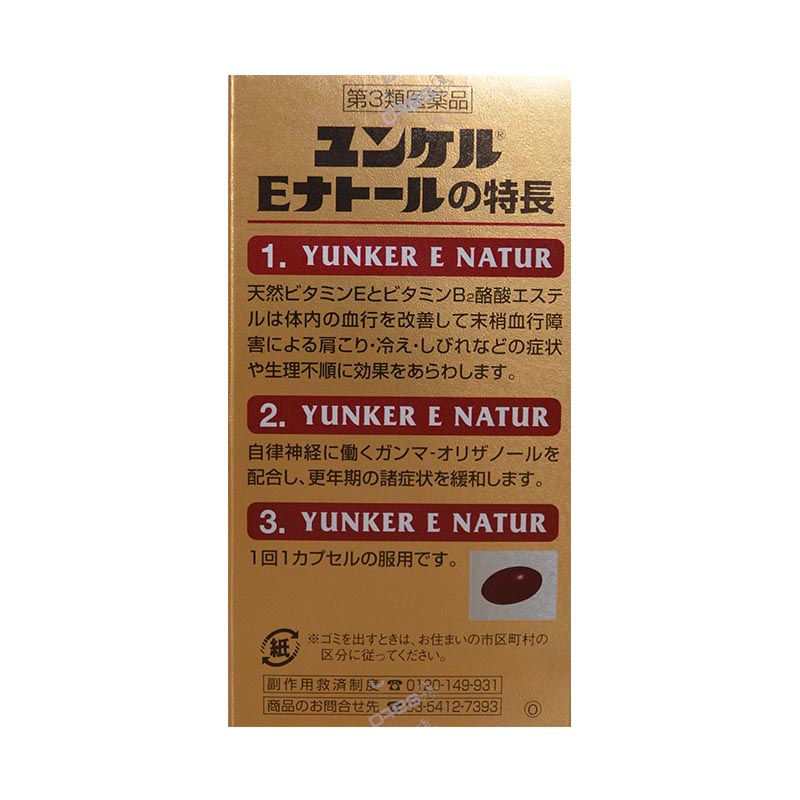 第3類医薬品
ユンケル®
Eナトールの特長
1. YUNKER E NATUR
天然ビタミンEとビタミンB₂酪酸エステ
ルは体内の血行を改善して末梢血行障
害による肩こり・冷え・しびれなどの症状
や生理不順に効果をあらわします。
2. YUNKER E NATUR
自律神経に働くガンマ-オリザノールを
配合し、更年期の諸症状を緩和します。
3. YUNKER E NATUR
1回1カプセルの服用です。
紙
※ゴミを出すときは、お住まいの市区町村の
区分に従ってください。
副作用救済制度 ☎0120-149-931
商品のお問合せ先 ☎03-5412-7393
O